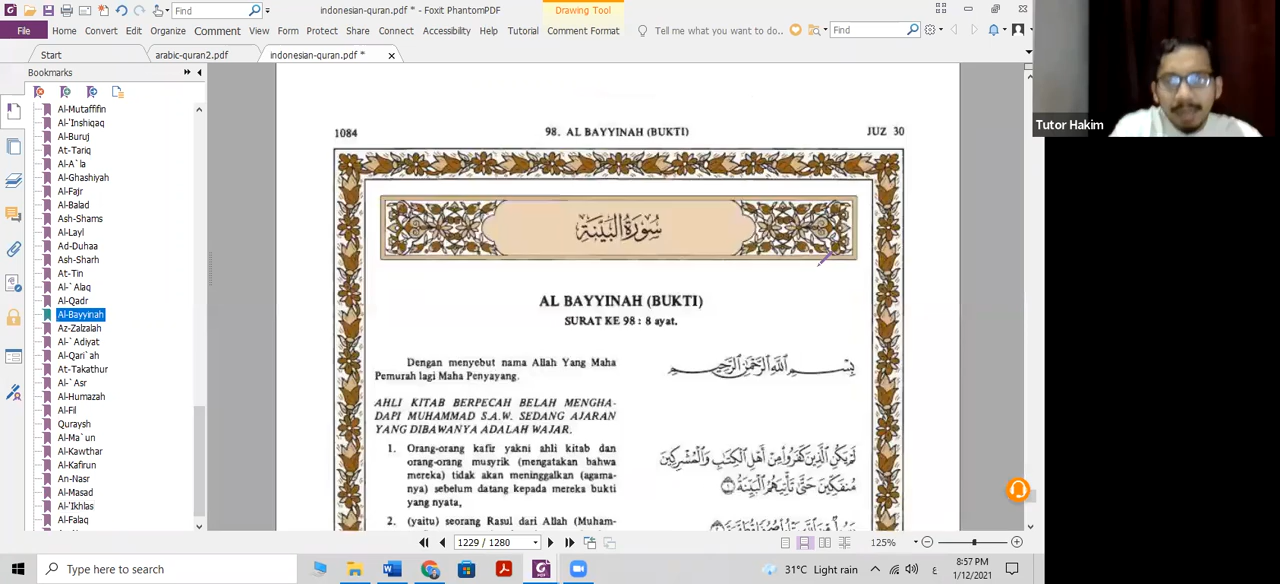 Find
indonesian-quran.pdf * - Foxit PhantomPDF
Drawing Tool
File Home Convert Edit Organize Comment View Form Protect Share Connect Accessibility Help Tutorial Comment Format Tell me what you want to do.. Find
Start arabic-quran2.pdf indonesian-quran.pdf *
Bookmarks
Al-Mutaffifin
Al-'Inshiqaq
Al-Buruj
At-Tariq
Al-A`la
Al-Ghashiyah
Al-Fajr
Al-Balad
Ash-Shams
Al-Layl
Ad-Duhaa
Ash-Sharh
At-Tin
Al-`Alaq
Al-Qadr
Al-Bayyinah
Az-Zalzalah
Al-`Adiyat
Al-Qari`ah
At-Takathur
Al-`Asr
Al-Humazah
Al-Fil
Quraysh
Al-Ma`un
Al-Kawthar
Al-Kafirun
An-Nasr
Al-Masad
Al-'Ikhlas
Al-Falaq
1084 98. AL BAYYINAH (BUKTI) JUZ 30
سُورَةُ الْبَيِّنَةِ
AL BAYYINAH (BUKTI)
SURAT KE 98 : 8 ayat.
Dengan menyebut nama Allah Yang Maha
Pemurah lagi Maha Penyayang.
بِسْمِ اللَّهِ الرَّحْمَٰنِ الرَّحِيمِ
AHLI KITAB BERPECAH BELAH MENGHA-
DAPI MUHAMMAD S.A.W. SEDANG AJARAN
YANG DIBAWANYA ADALAH WAJAR.
1. Orang-orang kafir yakni ahli kitab dan
orang-orang musyrik (mengatakan bahwa
mereka) tidak akan meninggalkan (agama-
nya) sebelum datang kepada mereka bukti
yang nyata,
لَمْ يَكُنِ الَّذِينَ كَفَرُوا مِنْ أَهْلِ الْكِتَابِ وَالْمُشْرِكِينَ
مُنفَكِّينَ حَتَّىٰ تَأْتِيَهُمُ الْبَيِّنَةُ ١
2. (yaitu) seorang Rasul dari Allah (Muham-
Tutor Hakim
1229 / 1280
125%
Type here to search
31°C Light rain
ع
8:57 PM
1/12/2021